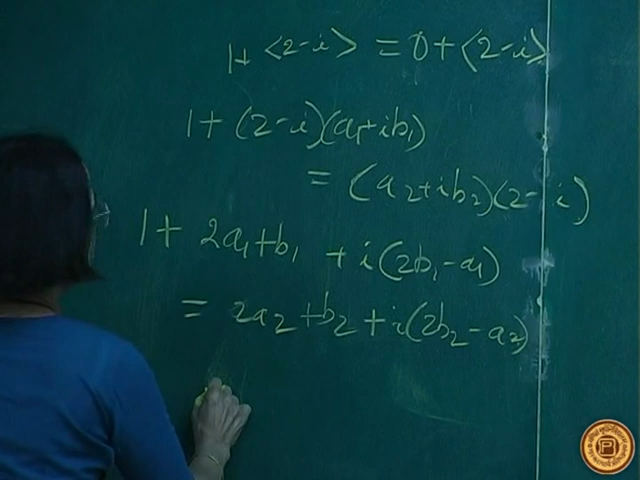 1 + <2-i> = 0 + <2-i>
1 + (2-i)(a₁+ib₁)
= (a₂+ib₂)(2-i)
1 + 2a₁+b₁ + i(2b₁-a₁)
= 2a₂+b₂ + i(2b₂-a₂)